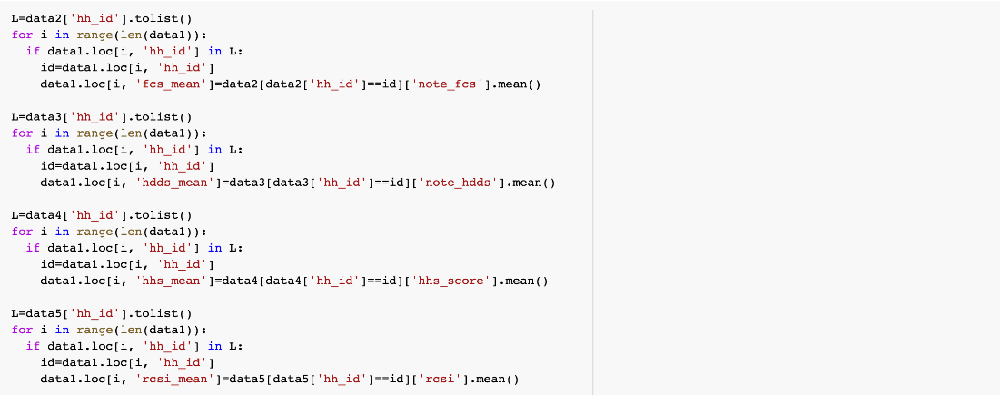 L=data2['hh_id'].tolist()
for i in range(len(data1)):
  if data1.loc[i, 'hh_id'] in L:
    id=data1.loc[i, 'hh_id']
    data1.loc[i, 'fcs_mean']=data2[data2['hh_id']==id]['note_fcs'].mean()

L=data3['hh_id'].tolist()
for i in range(len(data1)):
  if data1.loc[i, 'hh_id'] in L:
    id=data1.loc[i, 'hh_id']
    data1.loc[i, 'hdds_mean']=data3[data3['hh_id']==id]['note_hdds'].mean()

L=data4['hh_id'].tolist()
for i in range(len(data1)):
  if data1.loc[i, 'hh_id'] in L:
    id=data1.loc[i, 'hh_id']
    data1.loc[i, 'hhs_mean']=data4[data4['hh_id']==id]['hhs_score'].mean()

L=data5['hh_id'].tolist()
for i in range(len(data1)):
  if data1.loc[i, 'hh_id'] in L:
    id=data1.loc[i, 'hh_id']
    data1.loc[i, 'rcsi_mean']=data5[data5['hh_id']==id]['rcsi'].mean()